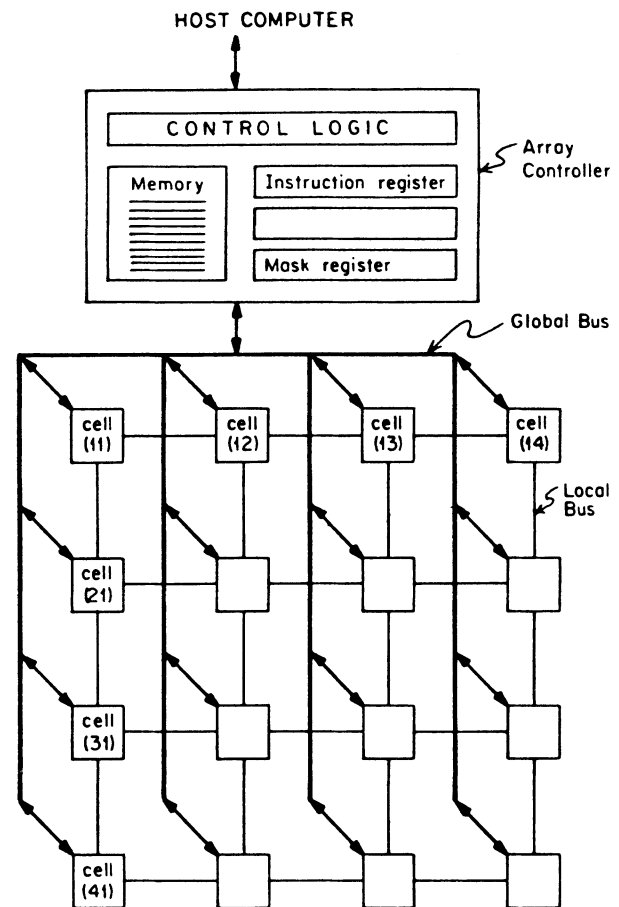 HOST COMPUTER
CONTROL LOGIC
Memory
Instruction register
Mask register
Array
Controller
Global Bus
cell
(11)
cell
(12)
cell
(13)
cell
(14)
Local
Bus
cell
(21)
cell
(31)
cell
(41)